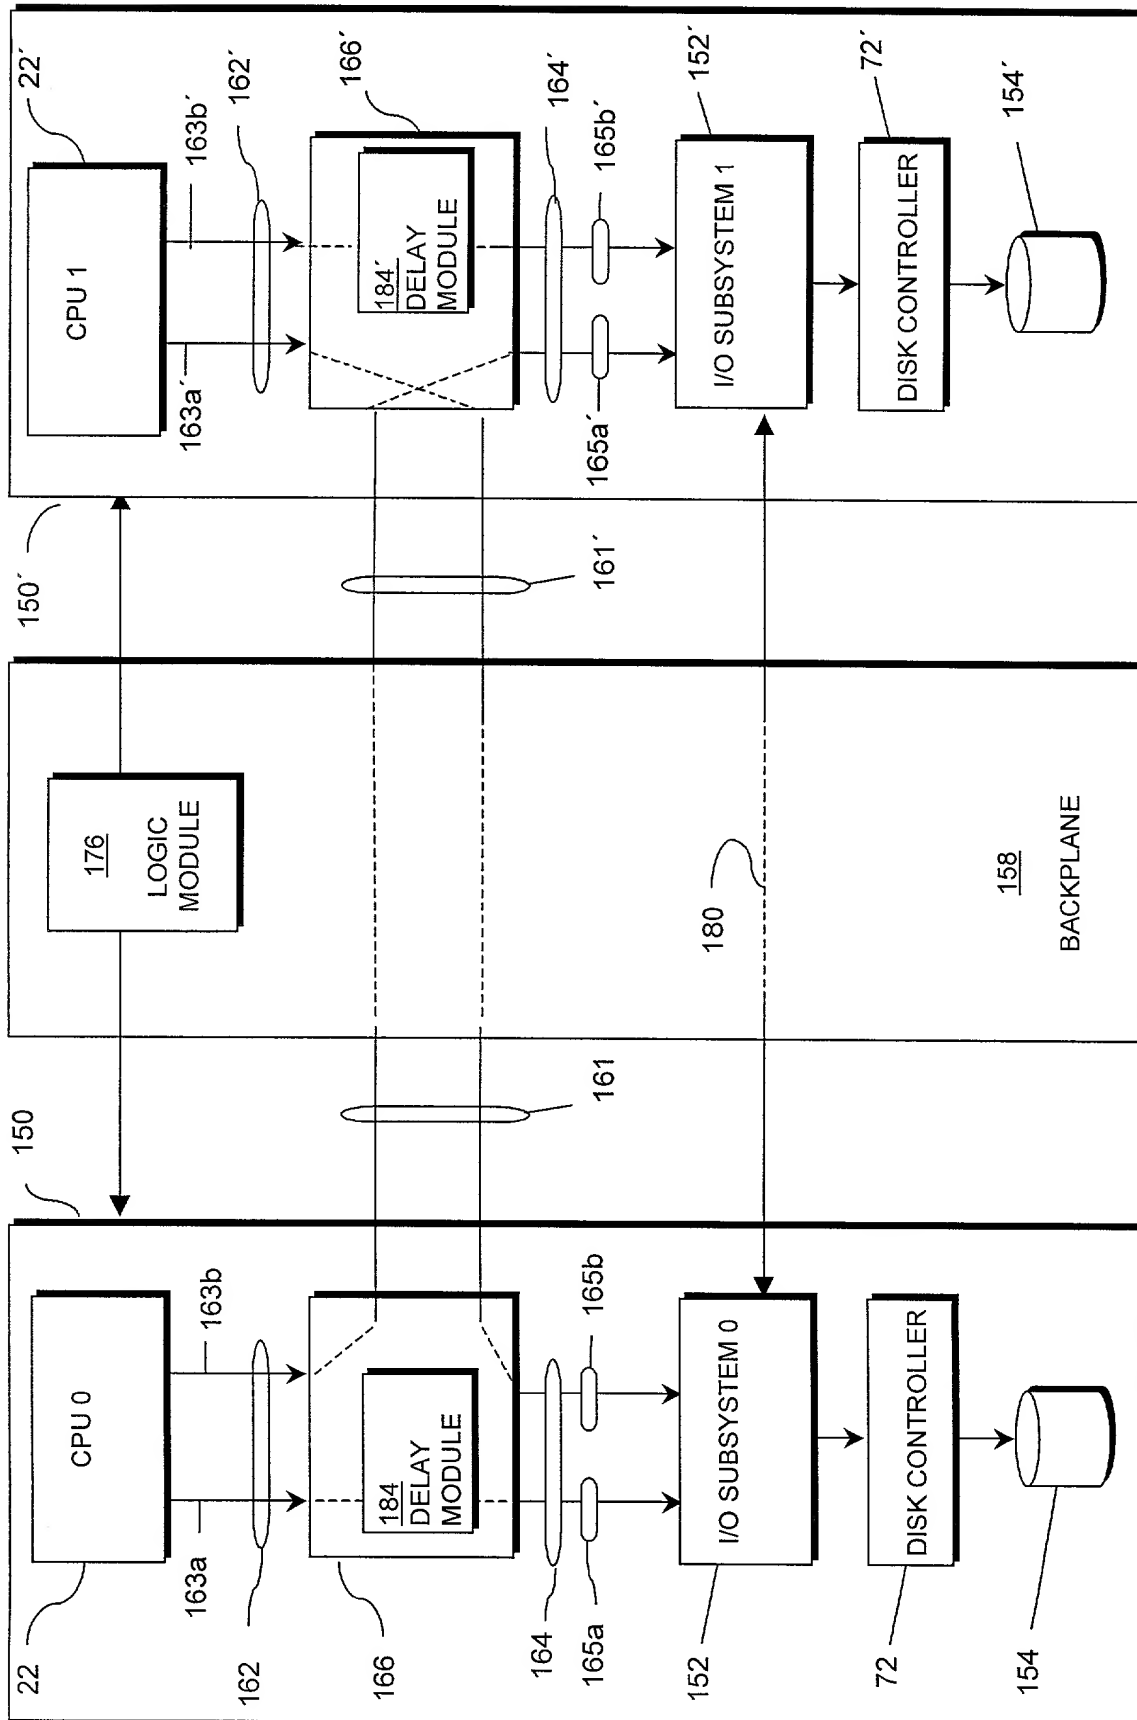 150
22
CPU 0
163a
163b
162
166
184
DELAY
MODULE
164
165a
165b
152
I/O SUBSYSTEM 0
72
DISK CONTROLLER
154
161
176
LOGIC
MODULE
180
158
BACKPLANE
150´
161´
22´
CPU 1
163a´
163b´
162´
166´
184´
DELAY
MODULE
164´
165a´
165b´
152´
I/O SUBSYSTEM 1
72´
DISK CONTROLLER
154´